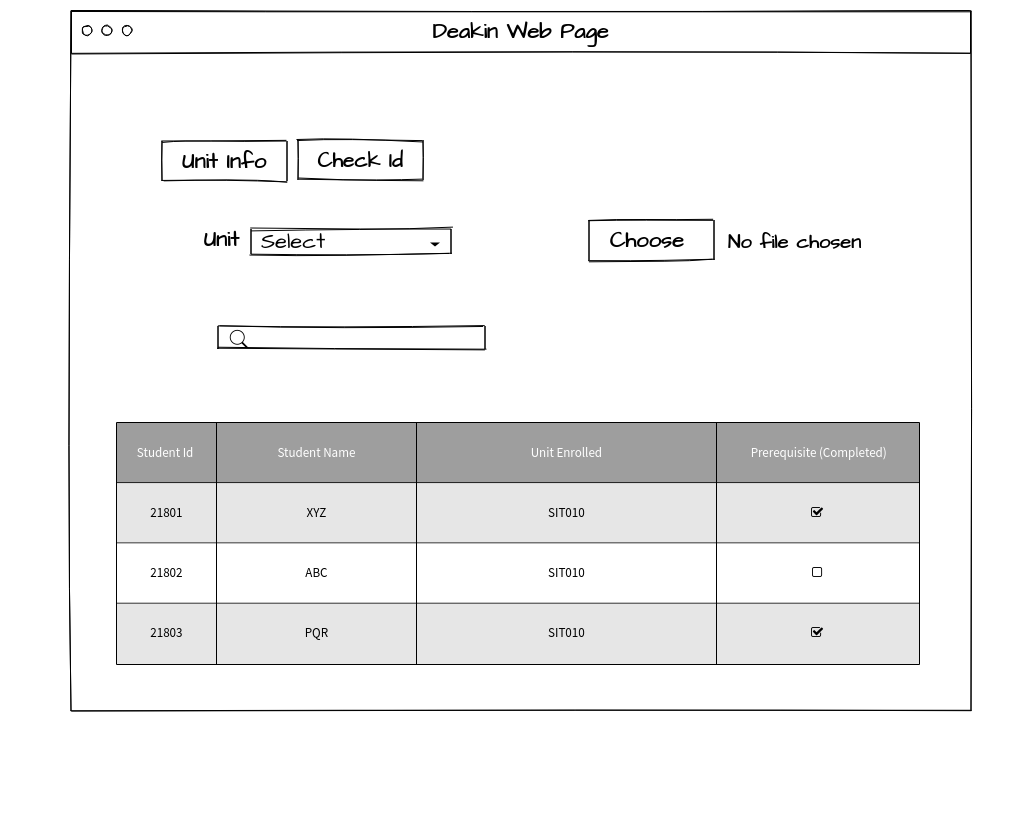 Deakin Web Page
Unit Info Check Id
Unit Select Choose No file chosen
Student Id Student Name Unit Enrolled Prerequisite (Completed)
21801 XYZ SIT010
21802 ABC SIT010
21803 PQR SIT010